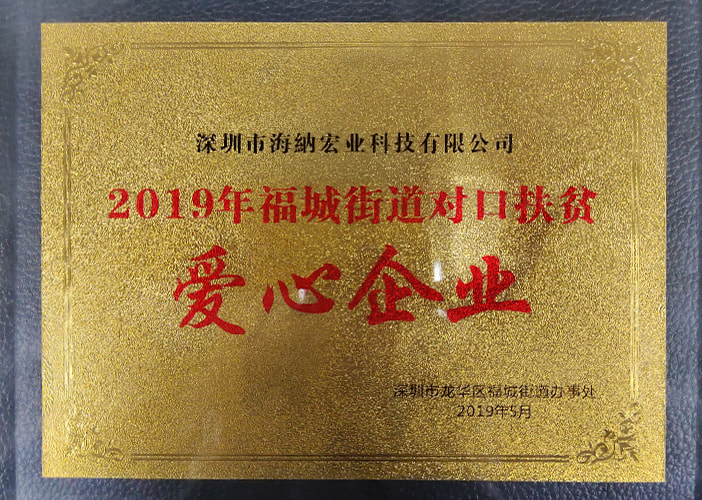 深圳市海納宏业科技有限公司
2019年福城街道对口扶贫
爱心企业
深圳市龙华区福城街道办事处
2019年5月